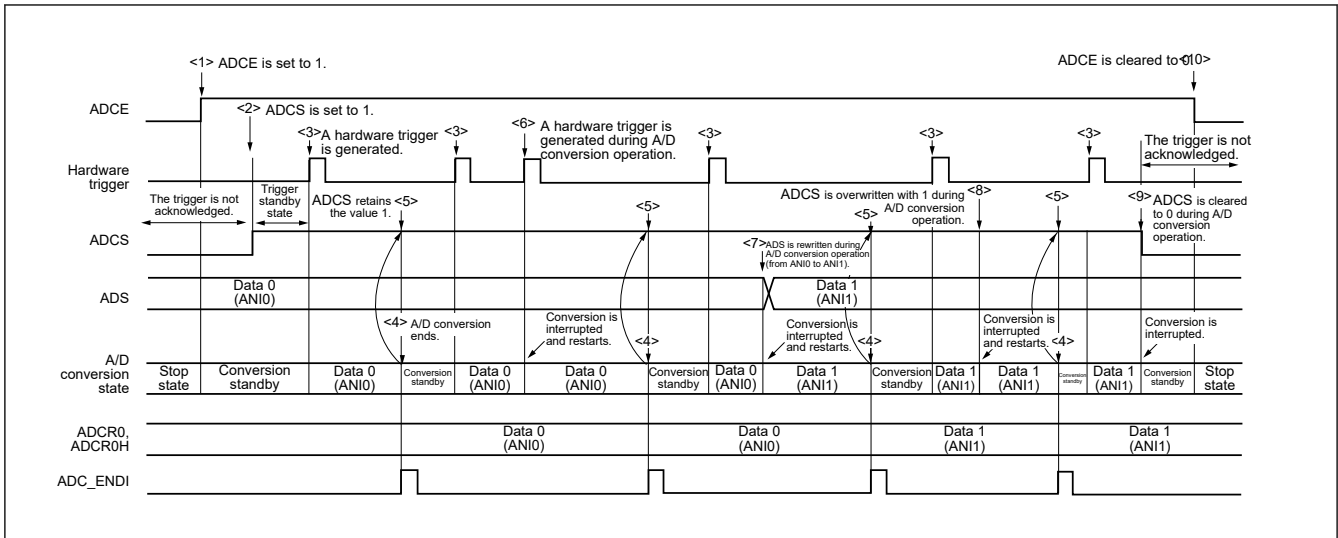 <1> ADCE is set to 1.
ADCE is cleared to 0.
<10>
ADCE
<2> ADCS is set to 1.
<3> A hardware trigger
is generated.
<3>
<6> A hardware trigger is
generated during A/D
conversion operation.
<3>
<3>
<3>
The trigger is not
acknowledged.
Hardware
trigger
The trigger is not
acknowledged.
Trigger
standby
state
ADCS retains
the value 1.
<5>
<5>
ADCS is overwritten with 1 during
A/D conversion
operation.
<5>
<8>
<5>
<9> ADCS is cleared
to 0 during A/D
conversion
operation.
ADCS
<7> ADS is rewritten during
A/D conversion operation
(from ANI0 to ANI1).
ADS
Data 0
(ANI0)
Data 1
(ANI1)
<4> A/D conversion
ends.
Conversion is
interrupted
and restarts.
<4>
Conversion is
interrupted
and restarts.
<4>
Conversion is
interrupted
and restarts.
<4>
Conversion is
interrupted.
A/D
conversion
state
Stop
state
Conversion
standby
Data 0
(ANI0)
Conversion
standby
Data 0
(ANI0)
Data 0
(ANI0)
Conversion
standby
Data 0
(ANI0)
Data 1
(ANI1)
Conversion
standby
Data 1
(ANI1)
Data 1
(ANI1)
Conversion
standby
Data 1
(ANI1)
Conversion
standby
Stop
state
ADCR0,
ADCR0H
Data 0
(ANI0)
Data 0
(ANI0)
Data 1
(ANI1)
Data 1
(ANI1)
ADC_ENDI